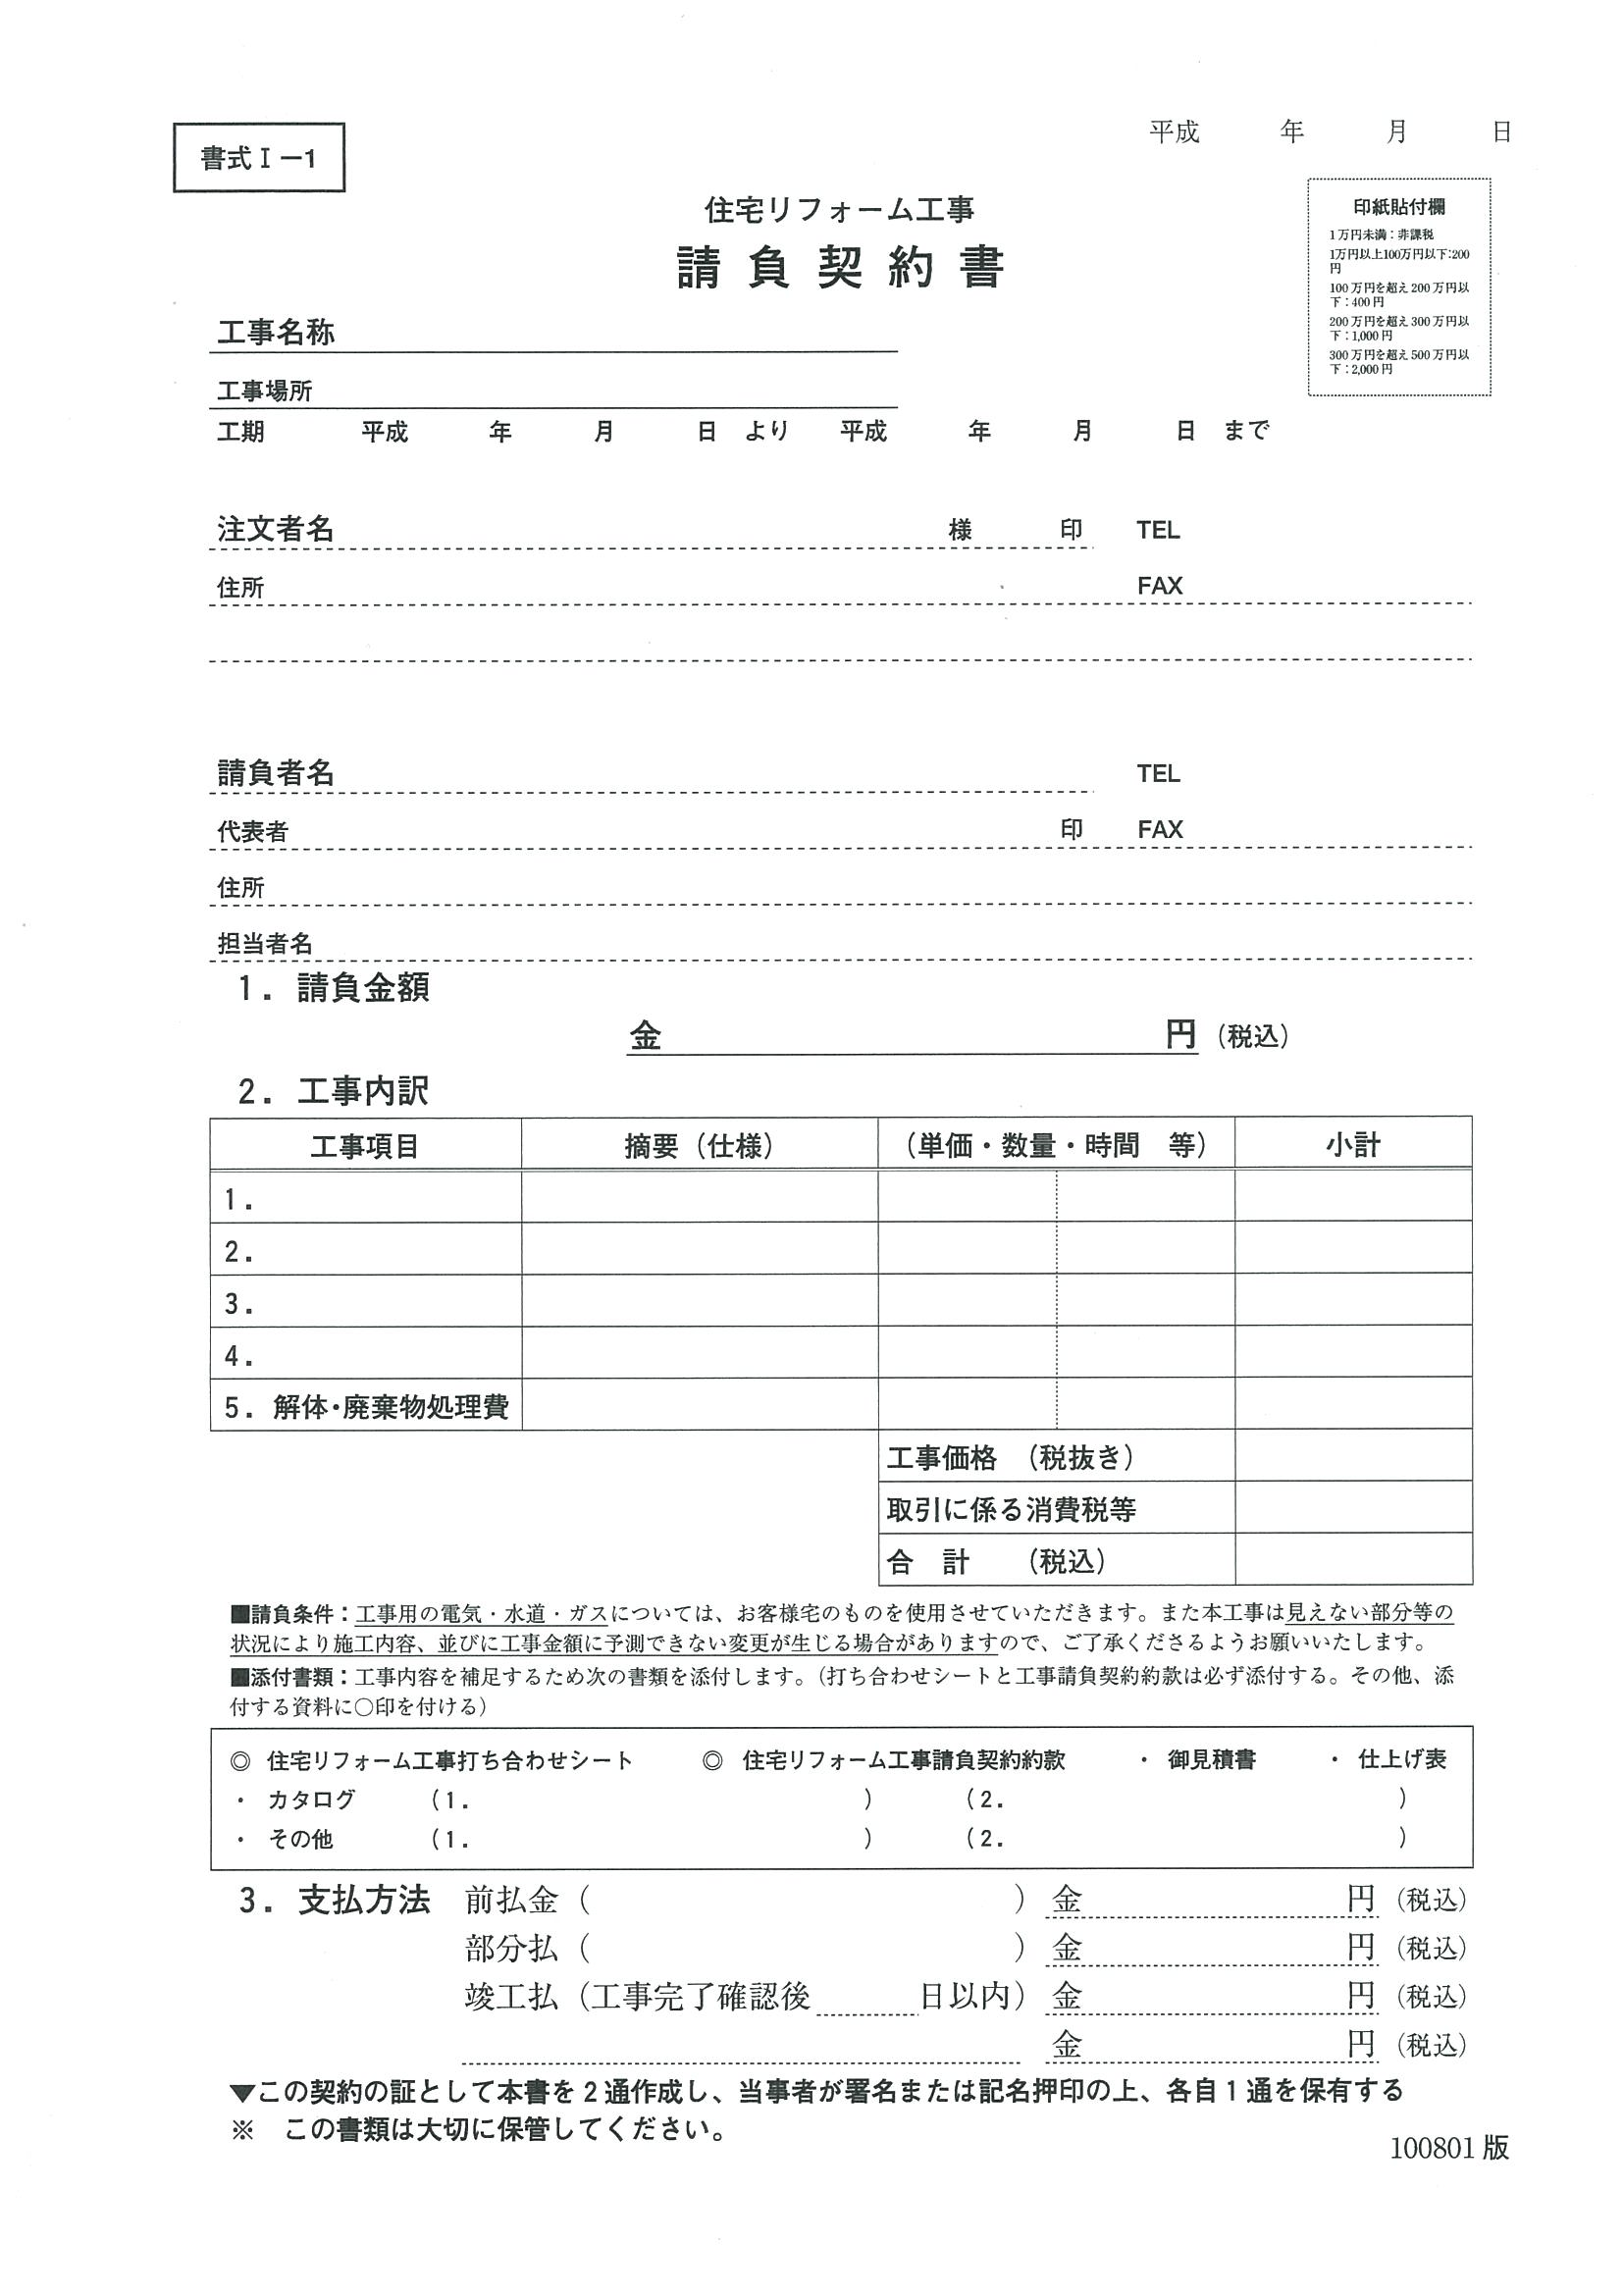 平成　年　月　日
書式Ⅰ－1
住宅リフォーム工事
請負契約書
印紙貼付欄
1万円未満：非課税
1万円以上100万円以下:200
円
100万円を超え200万円以
下：400円
200万円を超え300万円以
下：1,000円
300万円を超え500万円以
下：2,000円
工事名称
工事場所
工期　平成　年　月　日　より　平成　年　月　日　まで
注文者名　様　印　TEL
住所　FAX
請負者名　TEL
代表者　印　FAX
住所
担当者名
1．請負金額
金　円（税込）
2．工事内訳
工事項目　摘要（仕様）　（単価・数量・時間　等）　小計
1．
2．
3．
4．
5．解体･廃棄物処理費
工事価格　（税抜き）
取引に係る消費税等
合　計　（税込）
■請負条件：工事用の電気・水道・ガスについては、お客様宅のものを使用させていただきます。また本工事は見えない部分等の
状況により施工内容、並びに工事金額に予測できない変更が生じる場合がありますので、ご了承くださるようお願いいたします。
■添付書類：工事内容を補足するため次の書類を添付します。（打ち合わせシートと工事請負契約約款は必ず添付する。その他、添
付する資料に○印を付ける）
◎　住宅リフォーム工事打ち合わせシート　◎　住宅リフォーム工事請負契約約款　・　御見積書　・　仕上げ表
・　カタログ　（1．　）　（2．　）
・　その他　（1．　）　（2．　）
3．支払方法　前払金（　）金　円（税込）
部分払（　）金　円（税込）
竣工払（工事完了確認後　日以内）金　円（税込）
金　円（税込）
▼この契約の証として本書を2通作成し、当事者が署名または記名押印の上、各自1通を保有する
※　この書類は大切に保管してください。
100801版